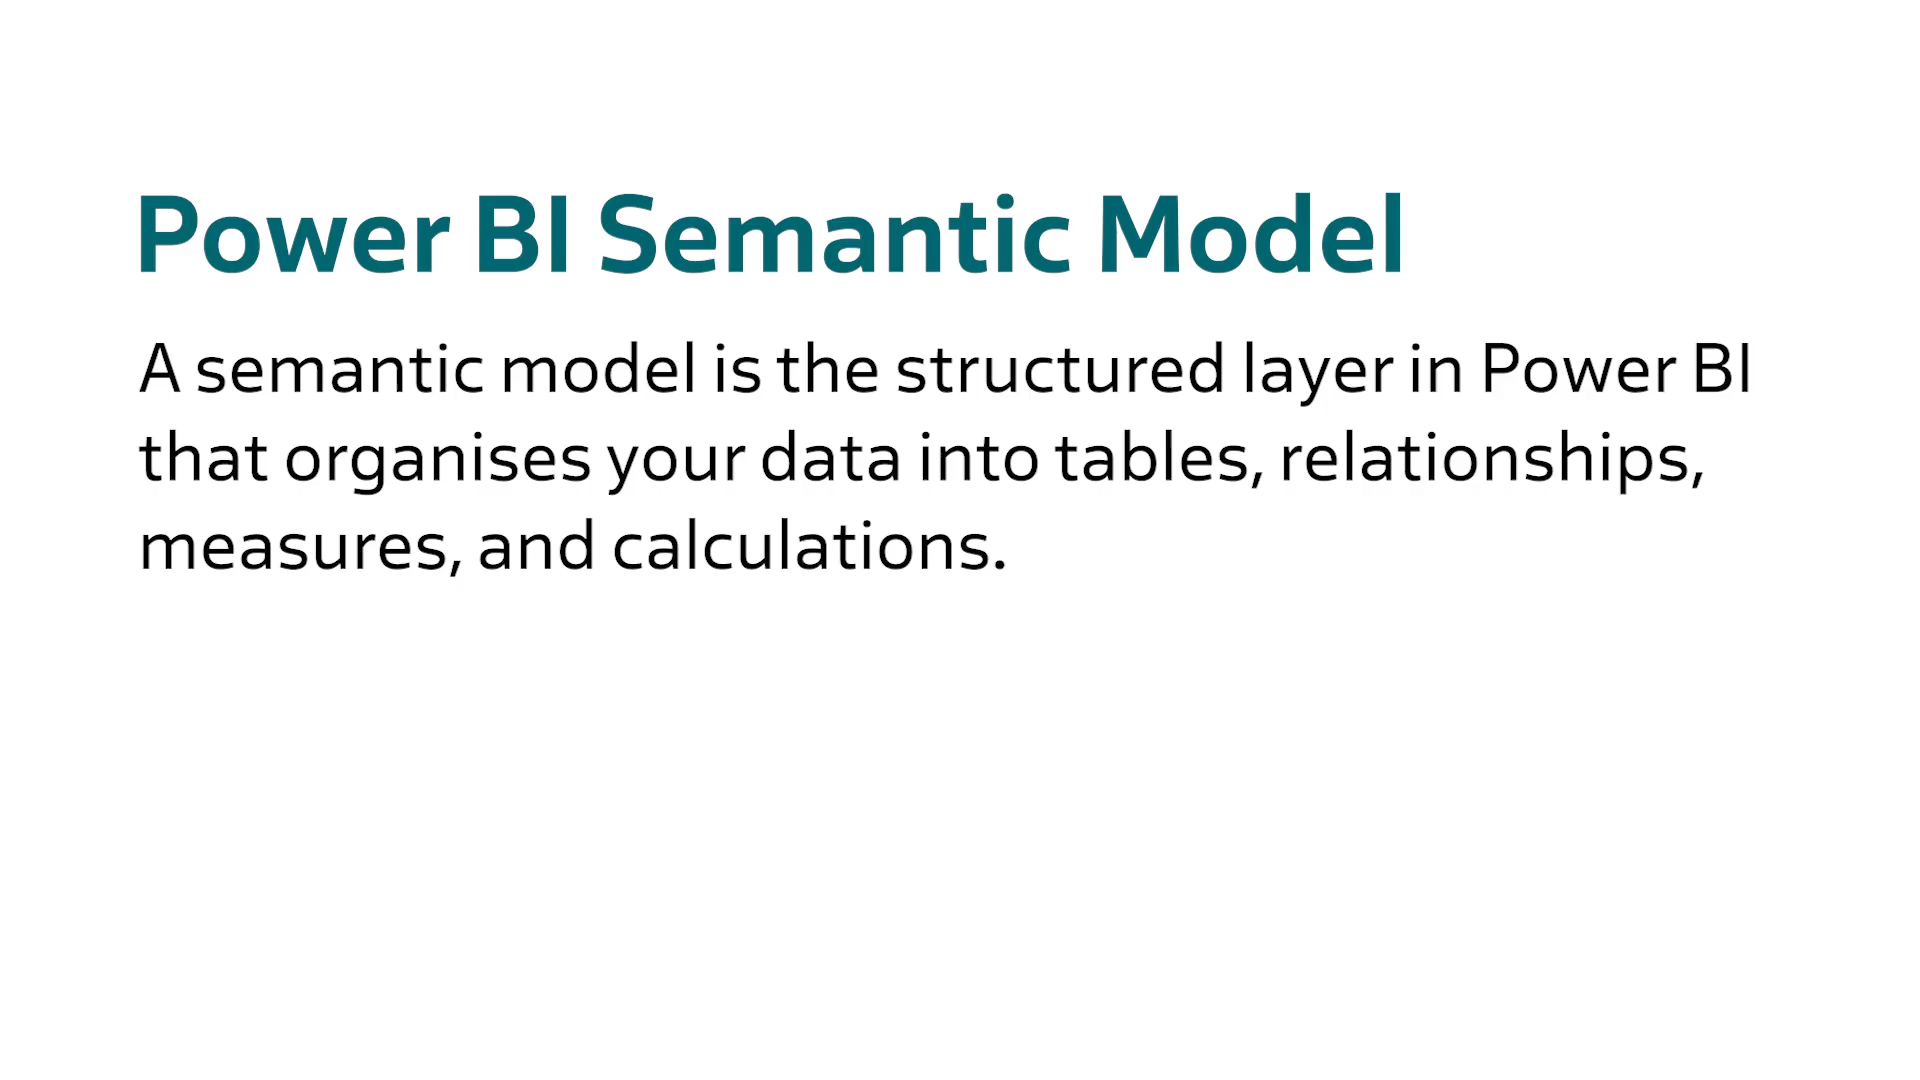 Power BI Semantic Model
A semantic model is the structured layer in Power BI
that organises your data into tables, relationships,
measures, and calculations.